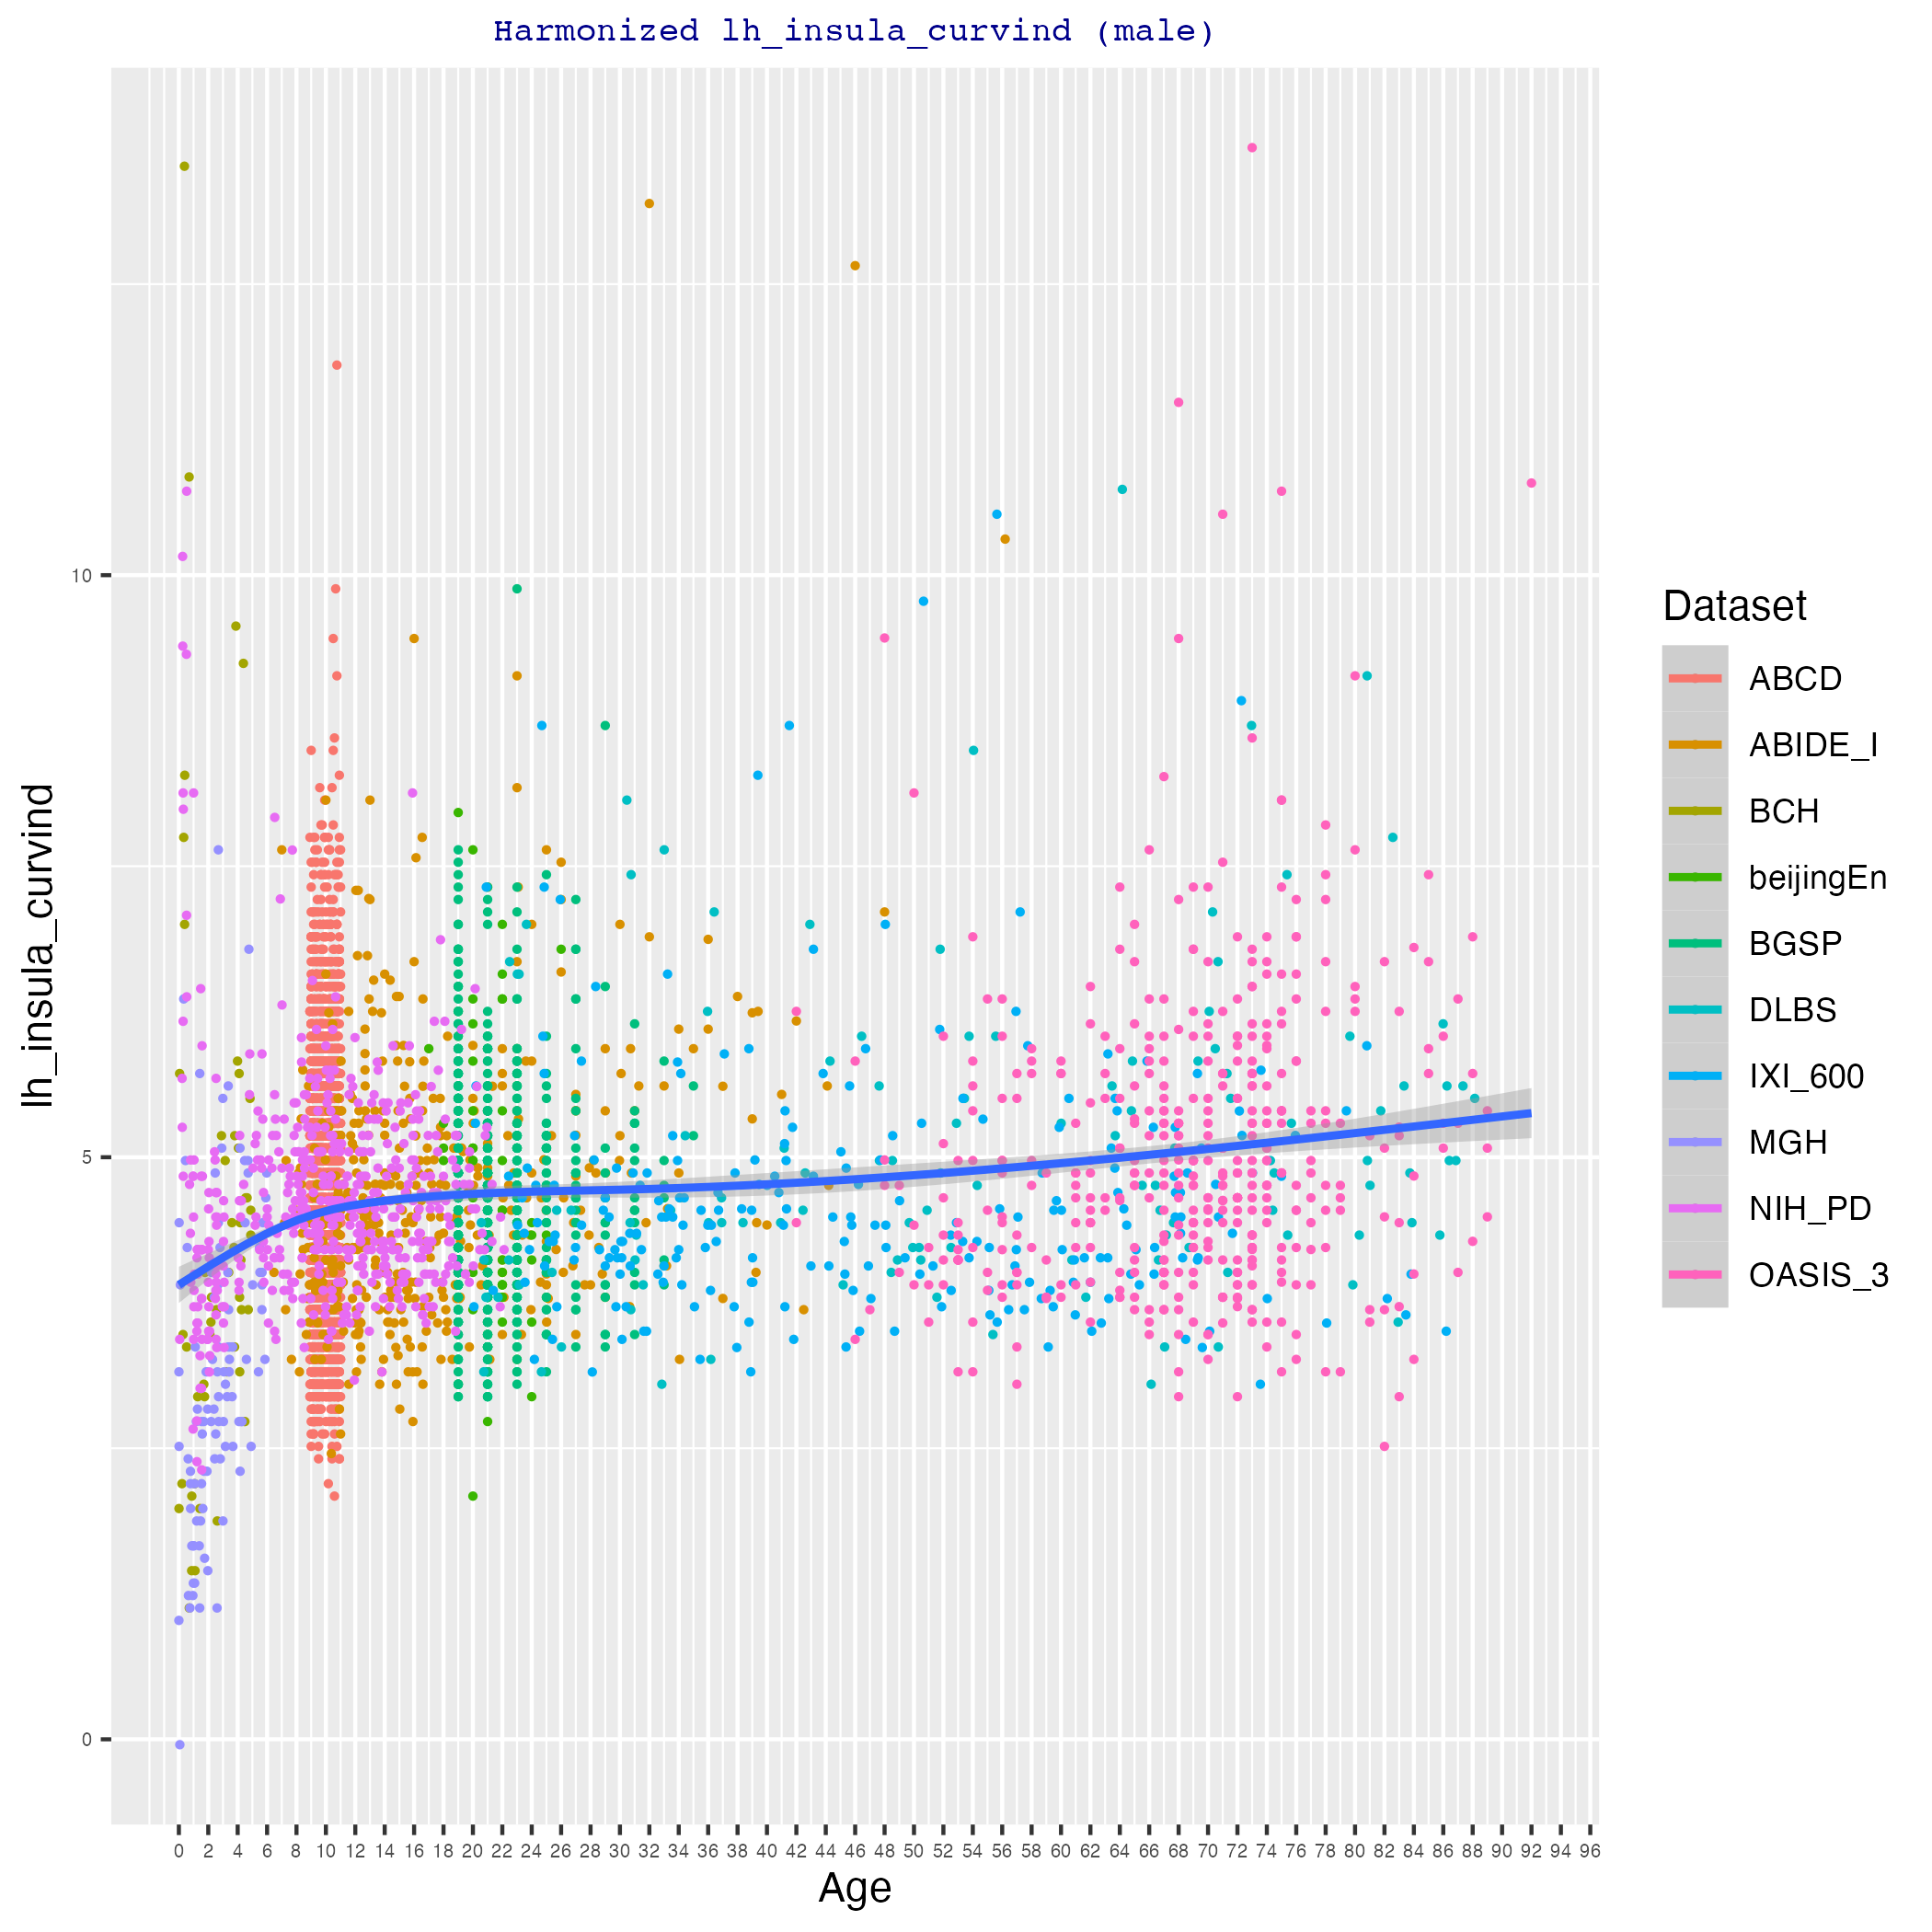 Harmonized lh_insula_curvind (male)
lh_insula_curvind
10
5
0
0 2 4 6 8 10 12 14 16 18 20 22 24 26 28 30 32 34 36 38 40 42 44 46 48 50 52 54 56 58 60 62 64 66 68 70 72 74 76 78 80 82 84 86 88 90 92 94 96
Age
Dataset
ABCD
ABIDE_I
BCH
beijingEn
BGSP
DLBS
IXI_600
MGH
NIH_PD
OASIS_3